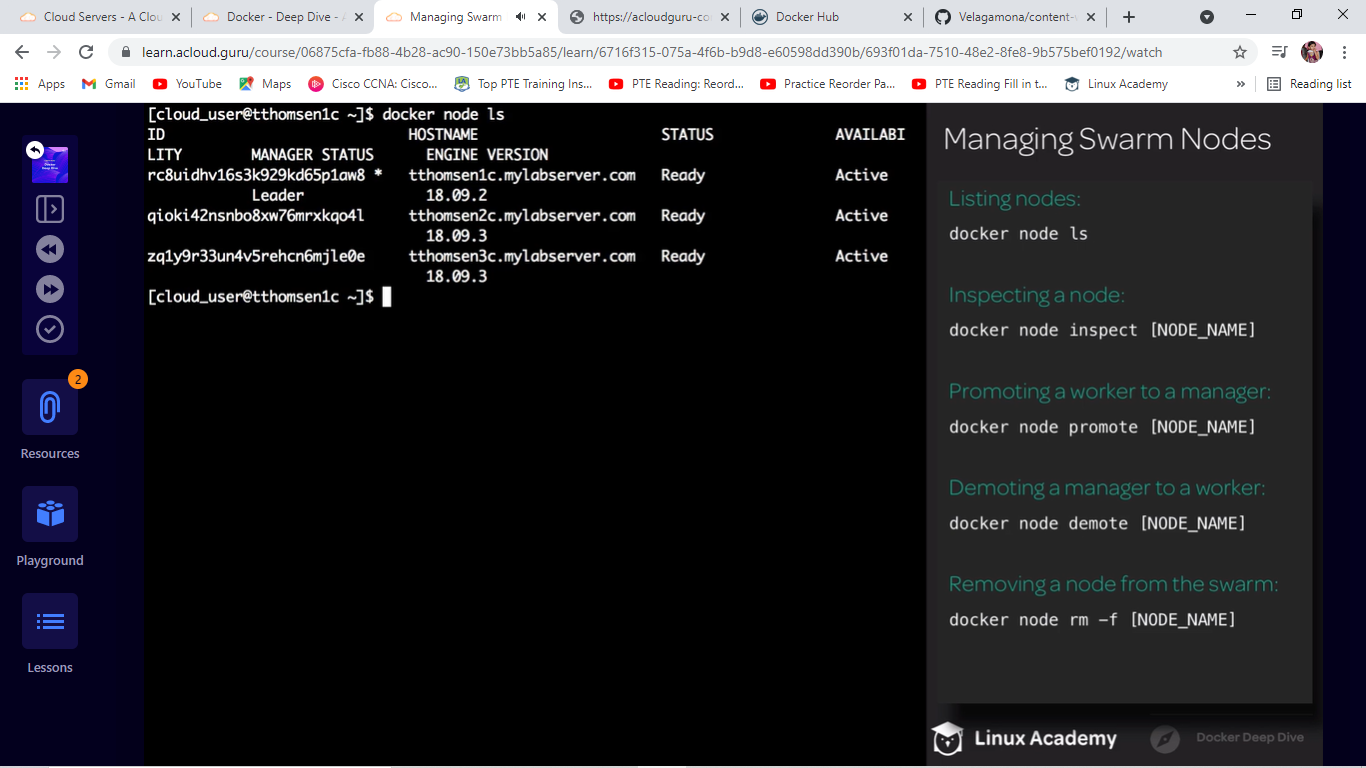 Cloud Servers - A Clou
Docker - Deep Dive - A
Managing Swarm
https://acloudguru-co
Docker Hub
Velagamona/content-
learn.acloud.guru/course/06875cfa-fb88-4b28-ac90-150e73bb5a85/learn/6716f315-075a-4f6b-b9d8-e60598dd390b/693f01da-7510-48e2-8fe8-9b575bef0192/watch
Apps
Gmail
YouTube
Maps
Cisco CCNA: Cisco...
Top PTE Training Ins...
PTE Reading: Reord...
Practice Reorder Pa...
PTE Reading Fill in t...
Linux Academy
»
Reading list
Docker
Deep Dive
2
Resources
Playground
Lessons
[cloud_user@tthomsen1c ~]$ docker node ls
ID HOSTNAME STATUS AVAILABI
LITY MANAGER STATUS ENGINE VERSION
rc8uidhv16s3k929kd65p1aw8 * tthomsen1c.mylabserver.com Ready Active
Leader 18.09.2
qioki42nsnbo8xw76mrxkqo4l tthomsen2c.mylabserver.com Ready Active
18.09.3
zq1y9r33un4v5rehcn6mjle0e tthomsen3c.mylabserver.com Ready Active
18.09.3
[cloud_user@tthomsen1c ~]$
Managing Swarm Nodes
Listing nodes:
docker node ls
Inspecting a node:
docker node inspect [NODE_NAME]
Promoting a worker to a manager:
docker node promote [NODE_NAME]
Demoting a manager to a worker:
docker node demote [NODE_NAME]
Removing a node from the swarm:
docker node rm -f [NODE_NAME]
Linux Academy
Docker Deep Dive